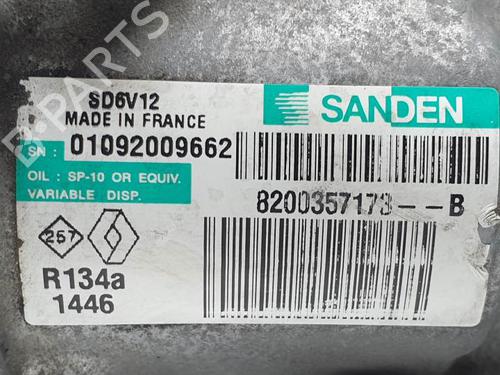 SD6V12
MADE IN FRANCE
SANDEN
SN : 01092009662
OIL : SP-10 OR EQUIV.
VARIABLE DISP.
8200357173--B
257
R134a
1446
B-PARTS